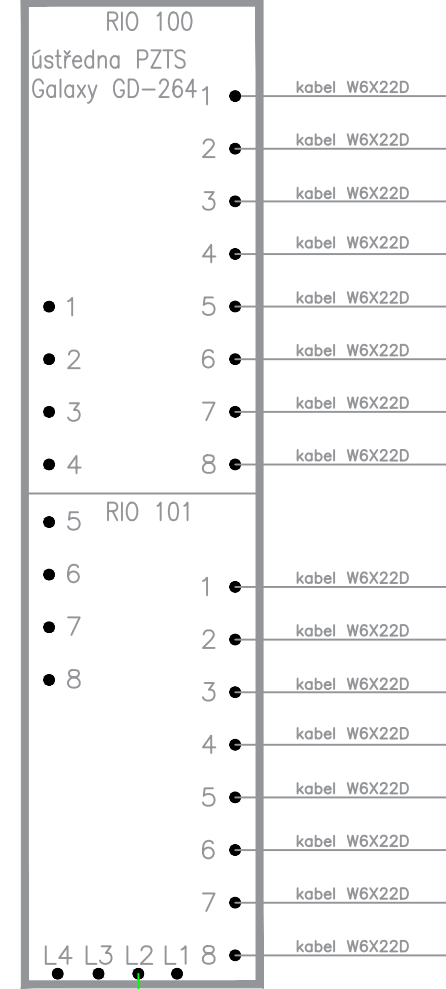 RIO 100
ústředna PZTS
Galaxy GD-264
1 kabel W6X22D
2 kabel W6X22D
3 kabel W6X22D
4 kabel W6X22D
1 5 kabel W6X22D
2 6 kabel W6X22D
3 7 kabel W6X22D
4 8 kabel W6X22D
5 RIO 101
6 1 kabel W6X22D
7 2 kabel W6X22D
8 3 kabel W6X22D
4 kabel W6X22D
5 kabel W6X22D
6 kabel W6X22D
7 kabel W6X22D
L4 L3 L2 L1 8 kabel W6X22D